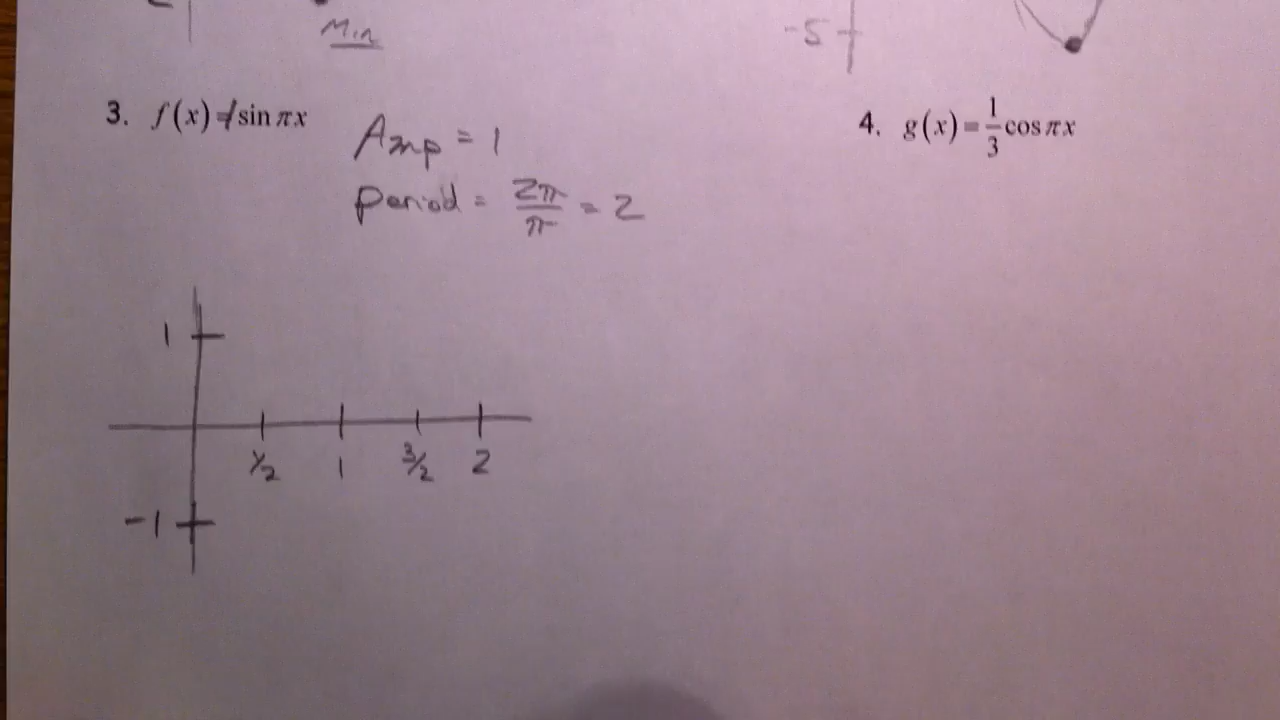 Min
-5
3. f(x)=1sin πx
Amp = 1
period = 2π/π = 2
4. g(x)=1/3 cos πx
1
1/2 1 3/2 2
-1